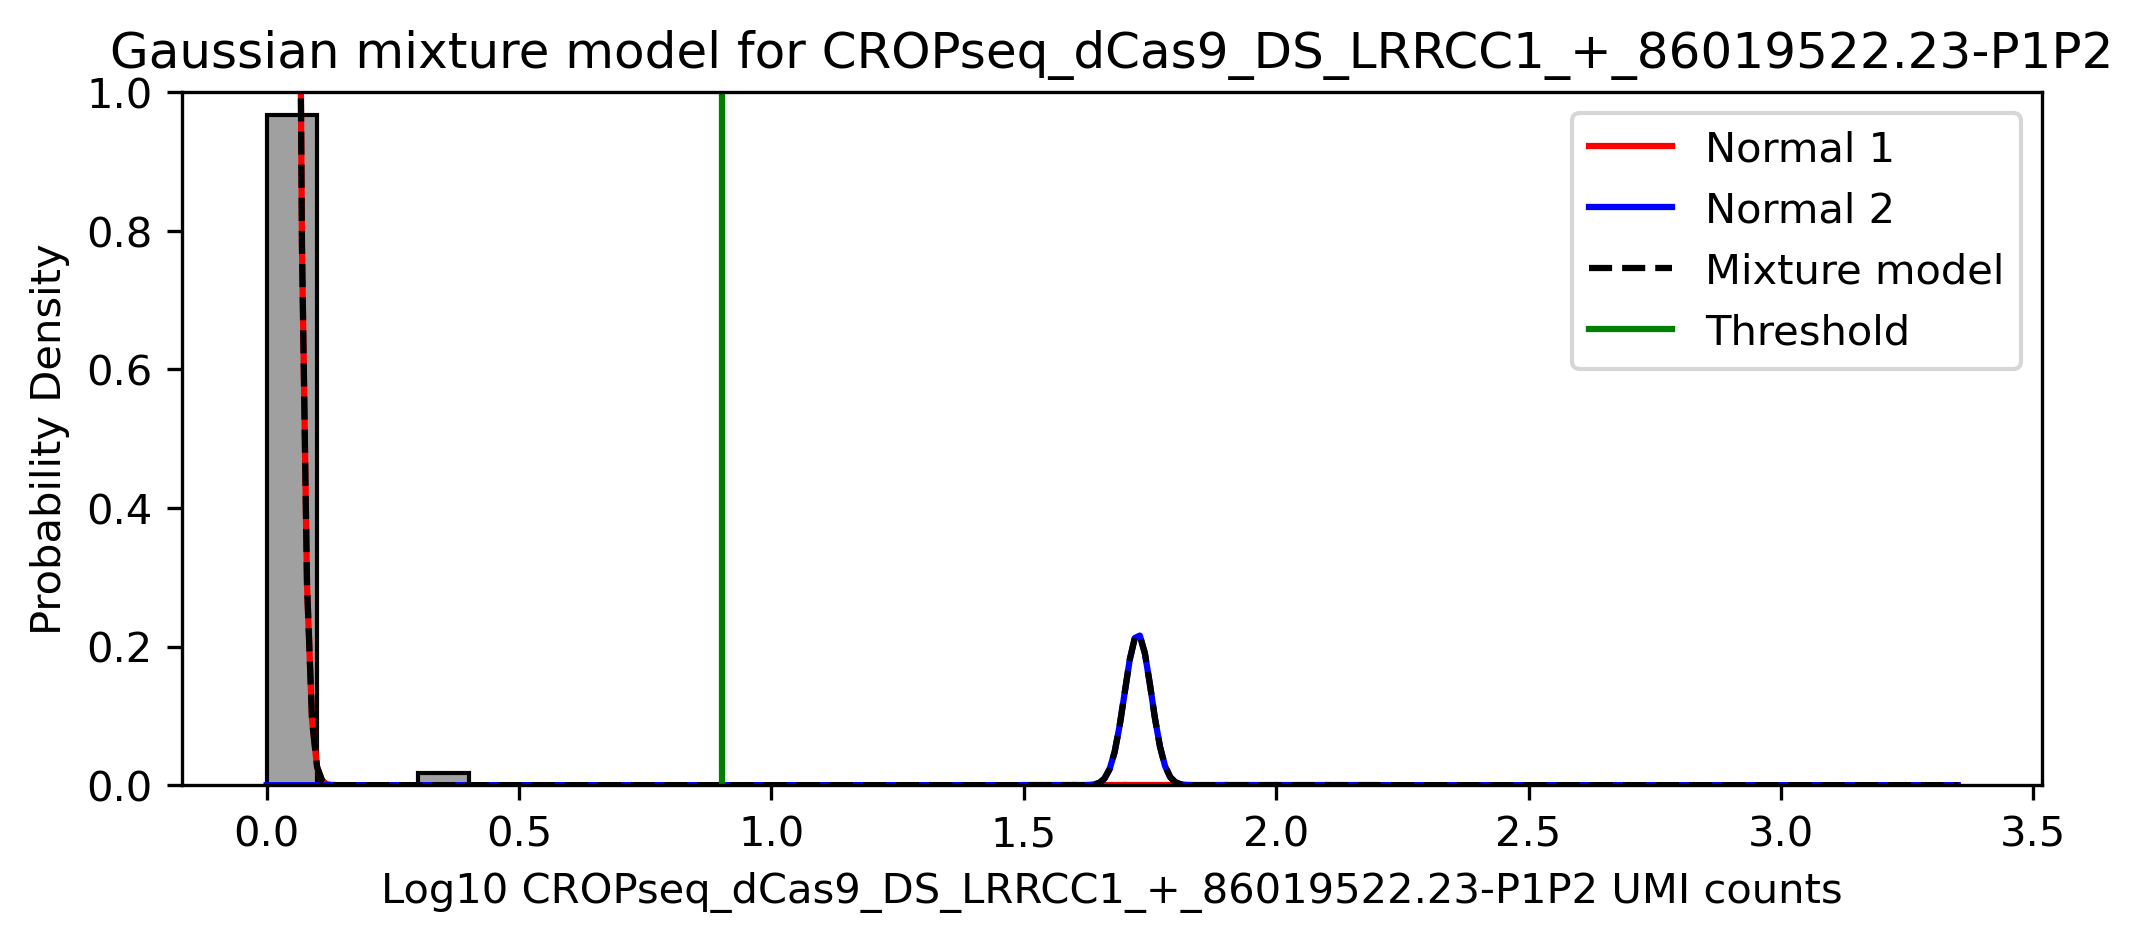 Gaussian mixture model for CROPseq_dCas9_DS_LRRCC1_+_86019522.23-P1P2
1.0
0.8
0.6
0.4
0.2
0.0
Probability Density
Normal 1
Normal 2
Mixture model
Threshold
0.0 0.5 1.0 1.5 2.0 2.5 3.0 3.5
Log10 CROPseq_dCas9_DS_LRRCC1_+_86019522.23-P1P2 UMI counts